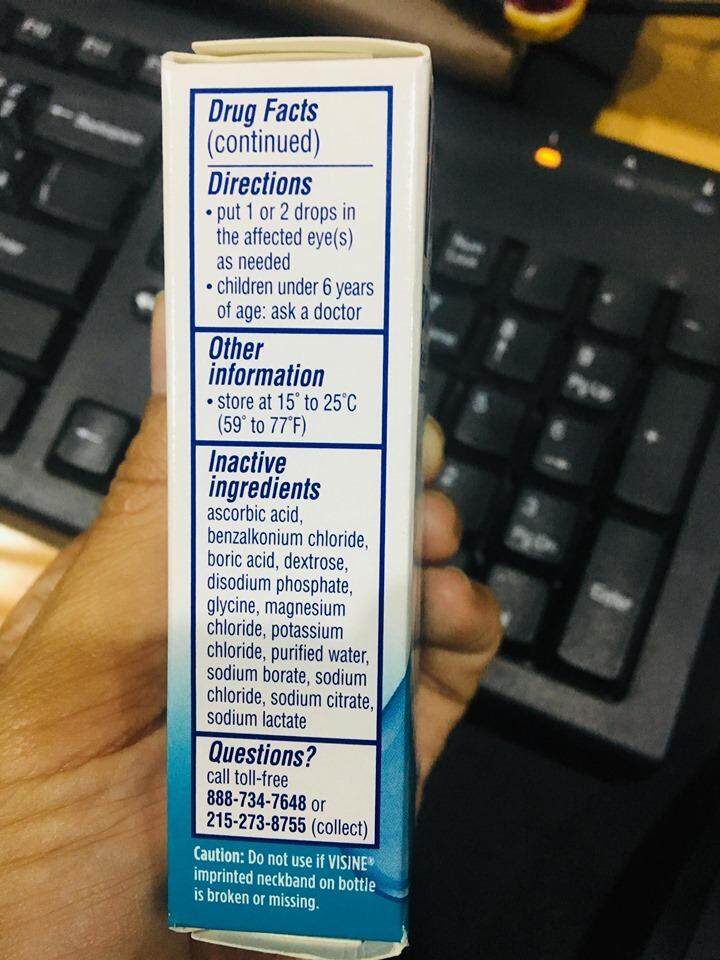 Drug Facts
(continued)
Directions
• put 1 or 2 drops in
the affected eye(s)
as needed
• children under 6 years
of age: ask a doctor
Other
information
• store at 15° to 25°C
(59° to 77°F)
Inactive
ingredients
ascorbic acid,
benzalkonium chloride,
boric acid, dextrose,
disodium phosphate,
glycine, magnesium
chloride, potassium
chloride, purified water,
sodium borate, sodium
chloride, sodium citrate,
sodium lactate
Questions?
call toll-free
888-734-7648 or
215-273-8755 (collect)
Caution: Do not use if VISINE®
imprinted neckband on bottle
is broken or missing.
Enter